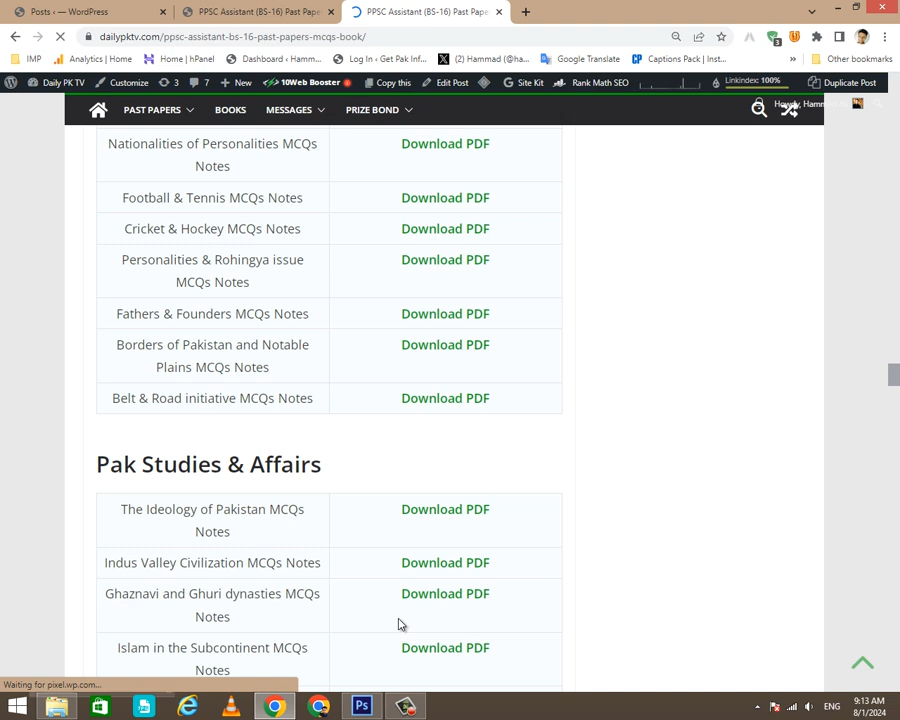 Posts ‹ — WordPress
PPSC Assistant (BS-16) Past Paper
PPSC Assistant (BS-16) Past Pape
dailypktv.com/ppsc-assistant-bs-16-past-papers-mcqs-book/
IMP
Analytics | Home
Home | hPanel
Dashboard ‹ Hamm...
Log In ‹ Get Pak Inf...
(2) Hammad (@ha...
Google Translate
Captions Pack | Inst...
»
Other bookmarks
Daily PK TV
Customize
3
7
New
10Web Booster
Copy this
Edit Post
Site Kit
Rank Math SEO
Linkindex 100%
Duplicate Post
PAST PAPERS
BOOKS
MESSAGES
PRIZE BOND
Howdy,
Nationalities of Personalities MCQs
Notes
Download PDF
Football & Tennis MCQs Notes
Download PDF
Cricket & Hockey MCQs Notes
Download PDF
Personalities & Rohingya issue
MCQs Notes
Download PDF
Fathers & Founders MCQs Notes
Download PDF
Borders of Pakistan and Notable
Plains MCQs Notes
Download PDF
Belt & Road initiative MCQs Notes
Download PDF
Pak Studies & Affairs
The Ideology of Pakistan MCQs
Notes
Download PDF
Indus Valley Civilization MCQs Notes
Download PDF
Ghaznavi and Ghuri dynasties MCQs
Notes
Download PDF
Islam in the Subcontinent MCQs
Notes
Download PDF
Waiting for pixel.wp.com...
ENG
9:13 AM
8/1/2024